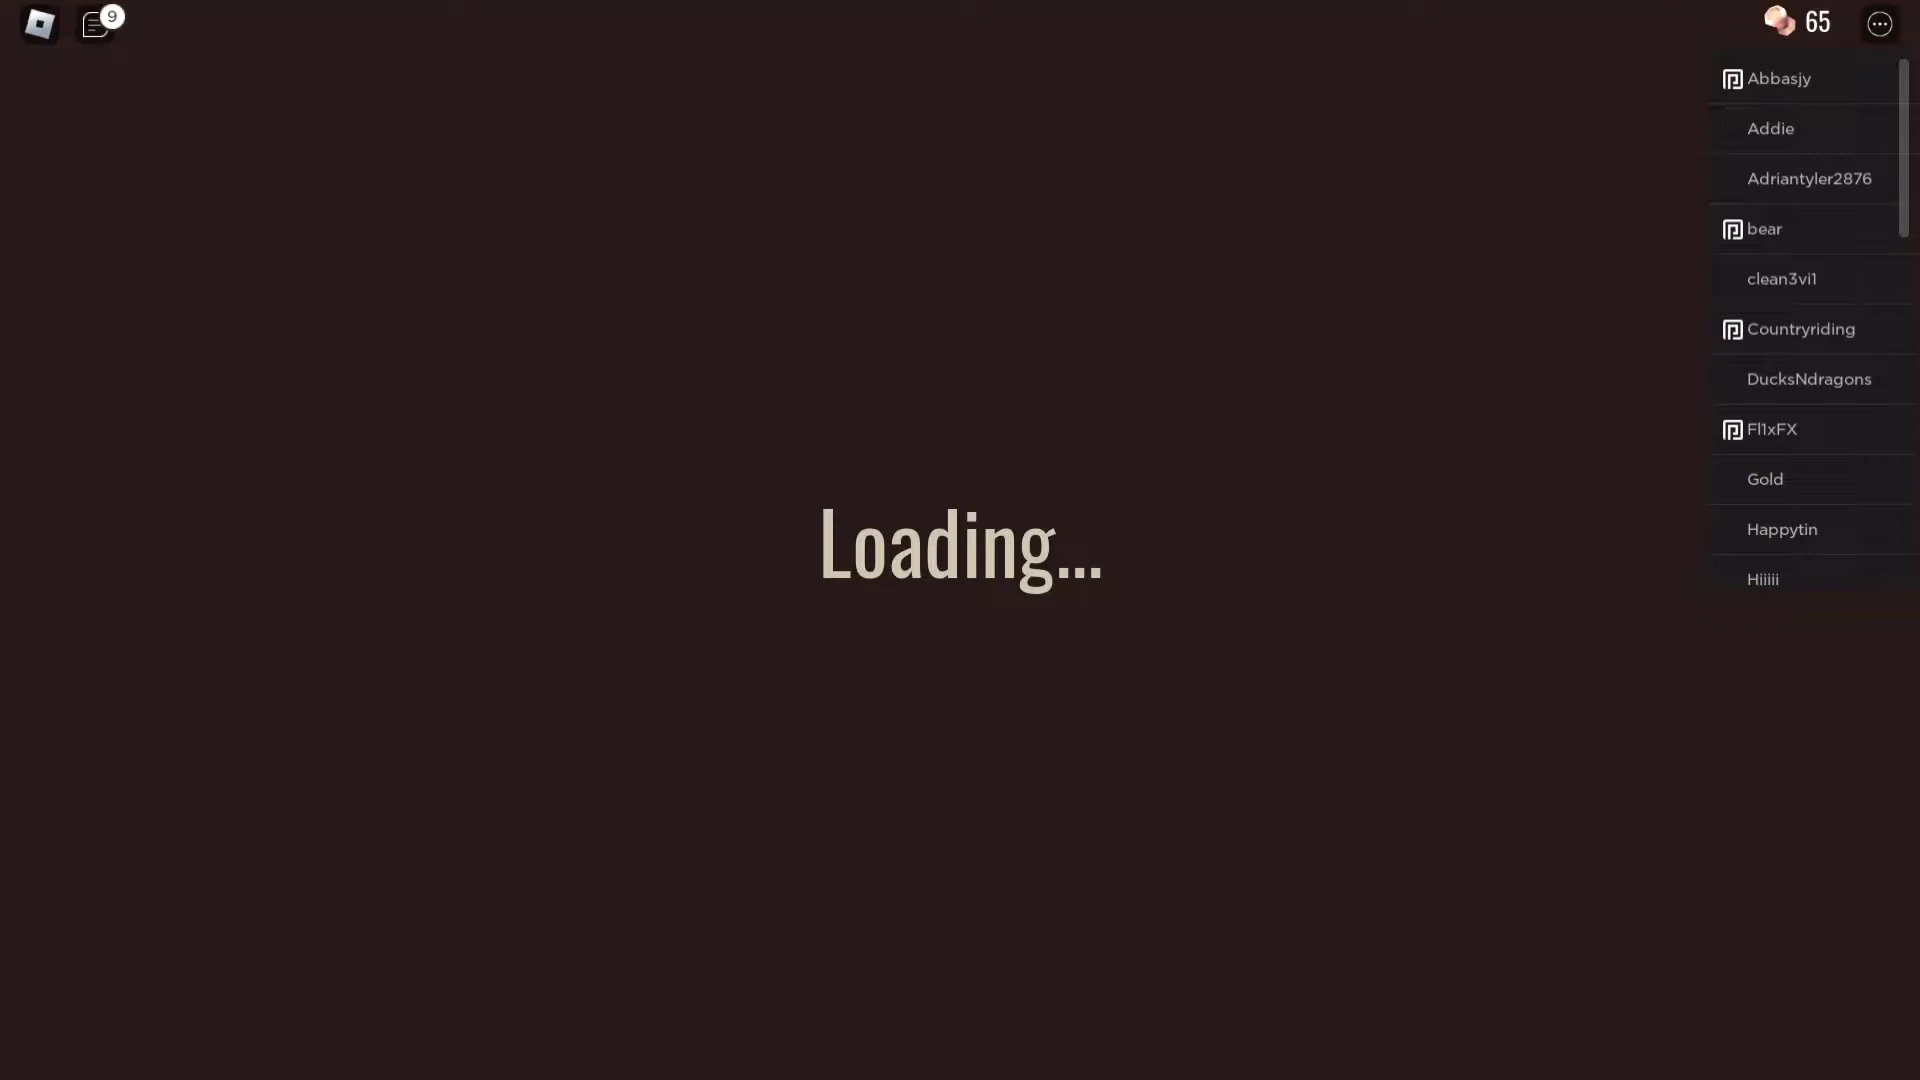 9
65
Abbasjy
Addie
Adriantyler2876
bear
clean3vi1
Countryriding
DucksNdragons
Fl1xFX
Gold
Happytin
Hiiiii
Loading...